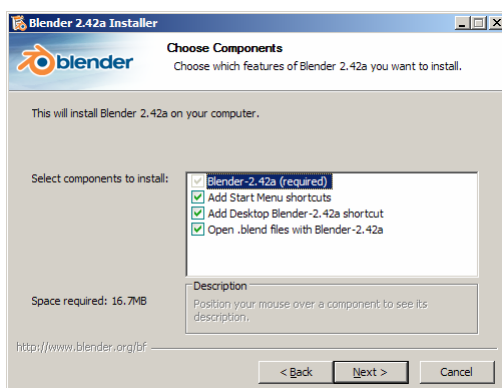 Blender 2.42a Installer
blender
Choose Components
Choose which features of Blender 2.42a you want to install.
This will install Blender 2.42a on your computer.
Select components to install:
Blender-2.42a (required)
Add Start Menu shortcuts
Add Desktop Blender-2.42a shortcut
Open .blend files with Blender-2.42a
Space required: 16.7MB
Description
Position your mouse over a component to see its
description.
http://www.blender.org/bf
< Back
Next >
Cancel